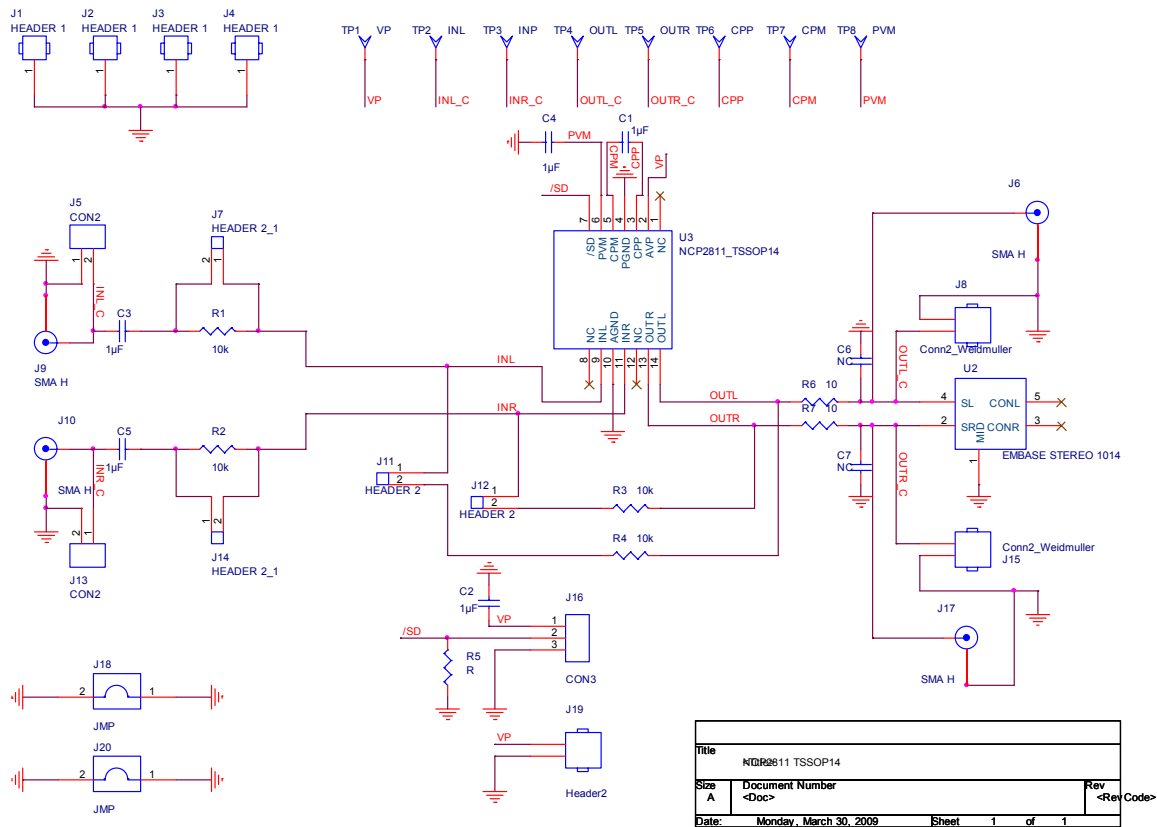 J1
HEADER 1
J2
HEADER 1
J3
HEADER 1
J4
HEADER 1
1
1
1
1
TP1 VP
TP2 INL
TP3 INP
TP4 OUTL
TP5 OUTR
TP6 CPP
TP7 CPM
TP8 PVM
VP
INL_C
INR_C
OUTL_C
OUTR_C
CPP
CPM
PVM
C4
1µF
PVM
C1
1µF
CPM
CPP
VP
/SD
7
6
5
4
3
2
1
/SD
PVM
CPM
PGND
CPP
AVP
NC
U3
NCP2811_TSSOP14
NC
INL
AGND
INR
NC
OUTR
OUTL
8
9
10
11
12
13
14
J5
CON2
1
2
INL_C
J7
HEADER 2_1
2
1
C3
1µF
R1
10k
J9
SMA H
INL
INR
J10
SMA H
C5
1µF
INR_C
R2
10k
2
1
J13
CON2
1
2
J14
HEADER 2_1
J11
1
2
HEADER 2
J12
1
2
HEADER 2
R3 10k
R4 10k
OUTL
OUTR
R6 10
R7 10
C6
NC
C7
NC
OUTL_C
OUTR_C
J6
SMA H
J8
Conn2_Weidmuller
U2
4
2
SL
SR
MID
CONL
CONR
5
3
1
EMBASE STEREO 1014
Conn2_Weidmuller
J15
J17
SMA H
C2
1µF
VP
/SD
J16
1
2
3
CON3
R5
R
J18
2
1
JMP
J20
2
1
JMP
J19
VP
Header2
Title
TSSOP14
Size
A
Document Number
<Doc>
Rev
<RevCode>
Date:
Monday, March 30, 2009
Sheet 1 of 1